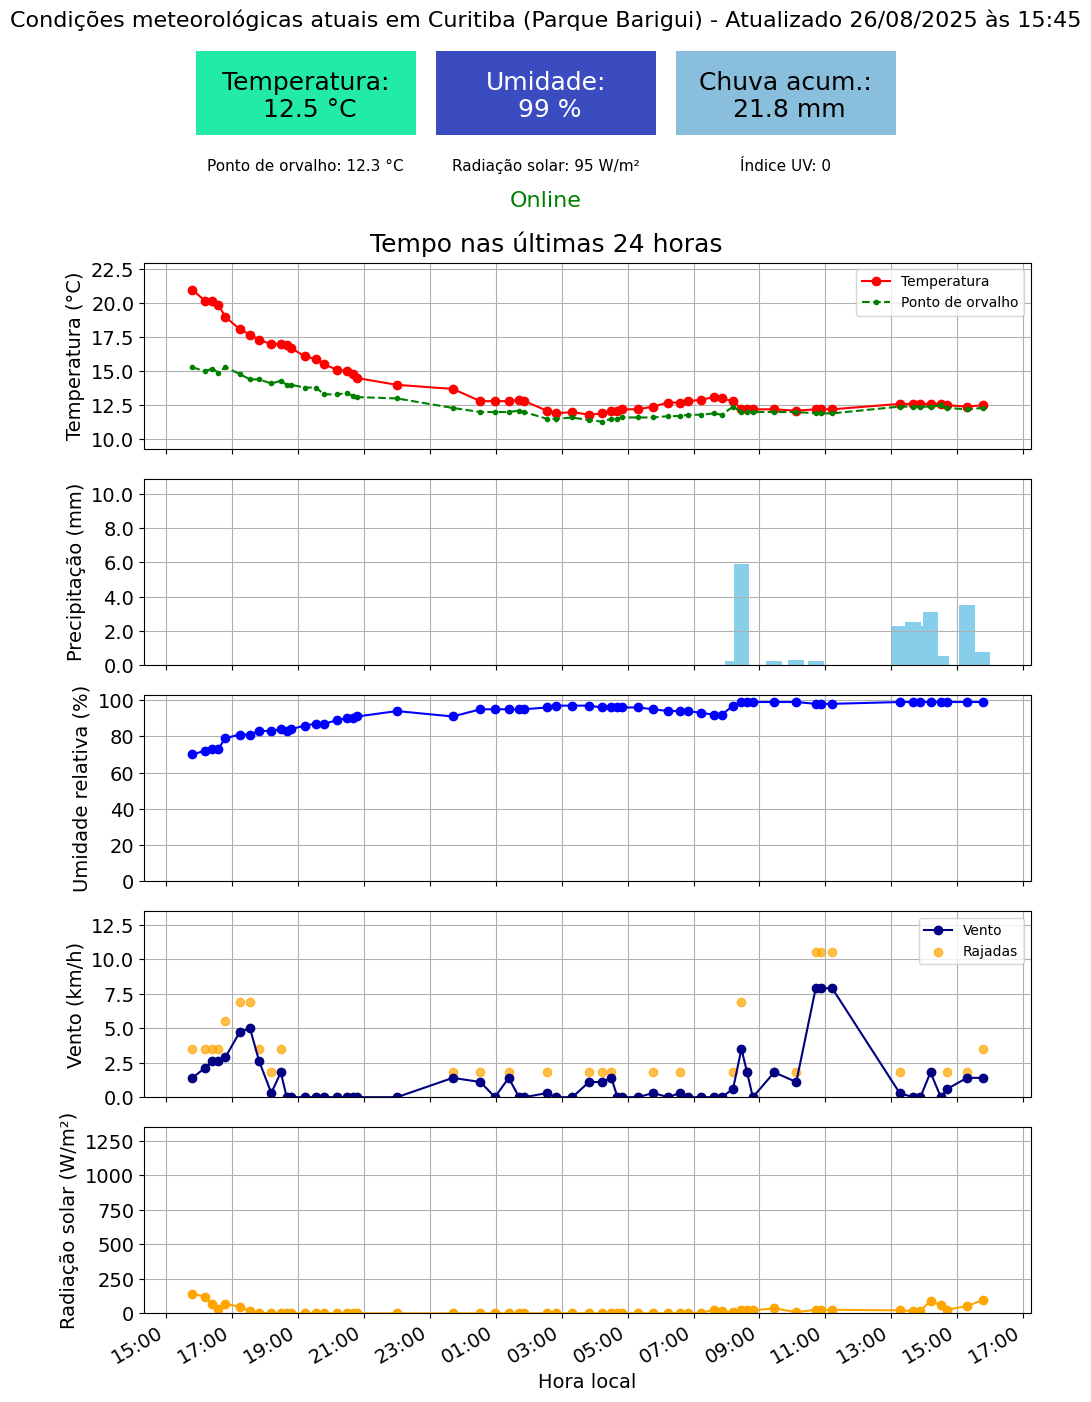 Condições meteorológicas atuais em Curitiba (Parque Barigui) - Atualizado 26/08/2025 às 15:45
Temperatura:
12.5 °C
Umidade:
99 %
Chuva acum.:
21.8 mm
Ponto de orvalho: 12.3 °C
Radiação solar: 95 W/m²
Índice UV: 0
Online
Tempo nas últimas 24 horas
Temperatura (°C)
22.5
20.0
17.5
15.0
12.5
10.0
Temperatura
Ponto de orvalho
Precipitação (mm)
10.0
8.0
6.0
4.0
2.0
0.0
Umidade relativa (%)
100
80
60
40
20
0
Vento (km/h)
12.5
10.0
7.5
5.0
2.5
0.0
Vento
Rajadas
Radiação solar (W/m²)
1250
1000
750
500
250
0
15:00
17:00
19:00
21:00
23:00
01:00
03:00
05:00
07:00
09:00
11:00
13:00
15:00
17:00
Hora local